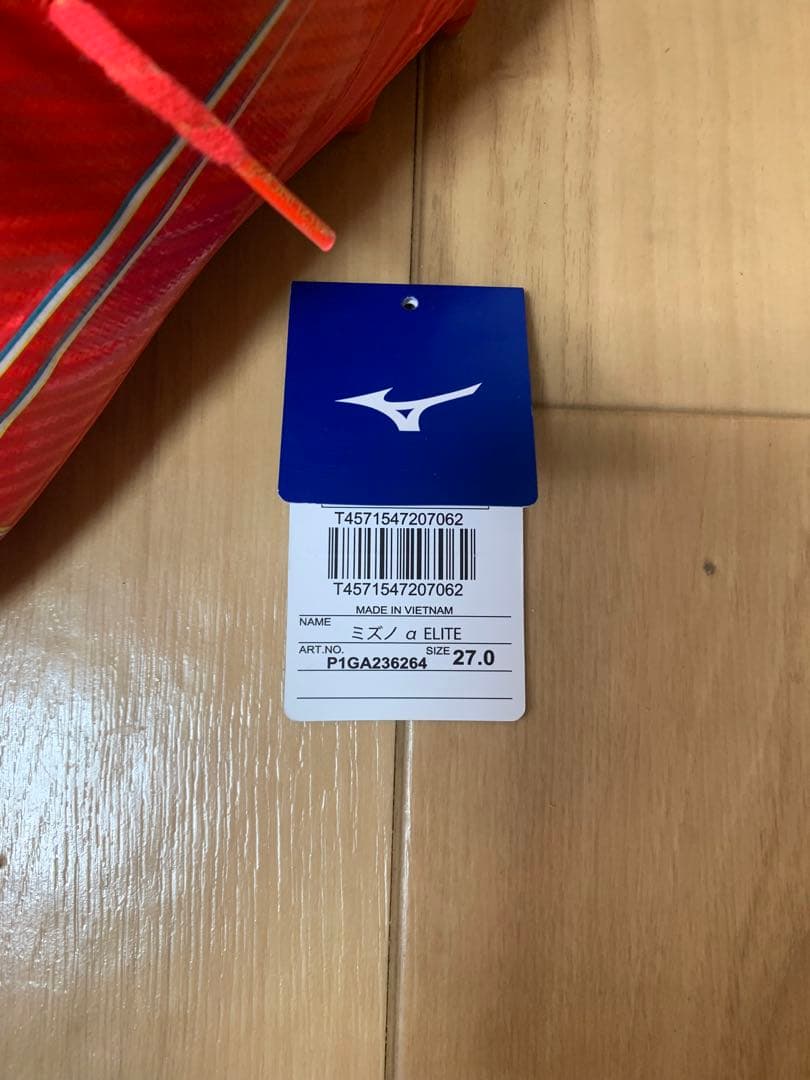 T4571547207062
T4571547207062
MADE IN VIETNAM
NAME
ミズノ α ELITE
ART.NO. P1GA236264 SIZE 27.0